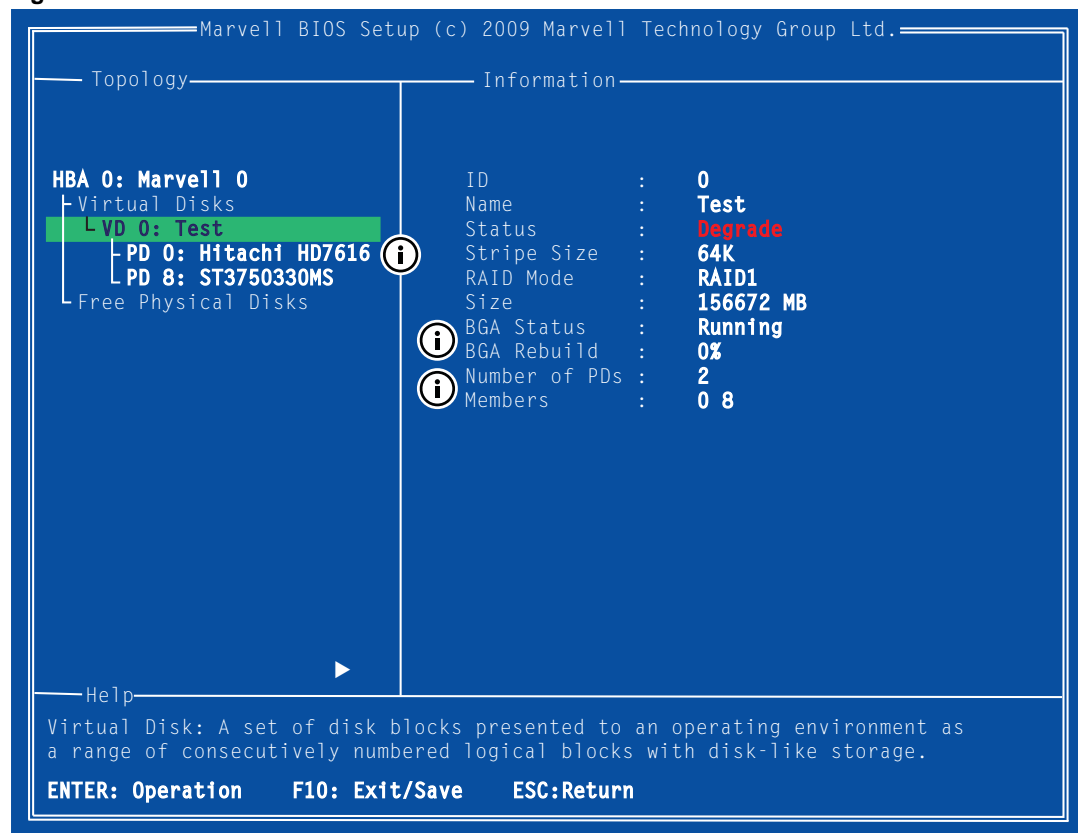 Marvell BIOS Setup (c) 2009 Marvell Technology Group Ltd.
Topology
Information
HBA 0: Marvell 0
Virtual Disks
VD 0: Test
PD 0: Hitachi HD7616
PD 8: ST3750330MS
Free Physical Disks
ID : 0
Name : Test
Status : Degrade
Stripe Size : 64K
RAID Mode : RAID1
Size : 156672 MB
BGA Status : Running
BGA Rebuild : 0%
Number of PDs : 2
Members : 0 8
Help
Virtual Disk: A set of disk blocks presented to an operating environment as
a range of consecutively numbered logical blocks with disk-like storage.
ENTER: Operation F10: Exit/Save ESC:Return